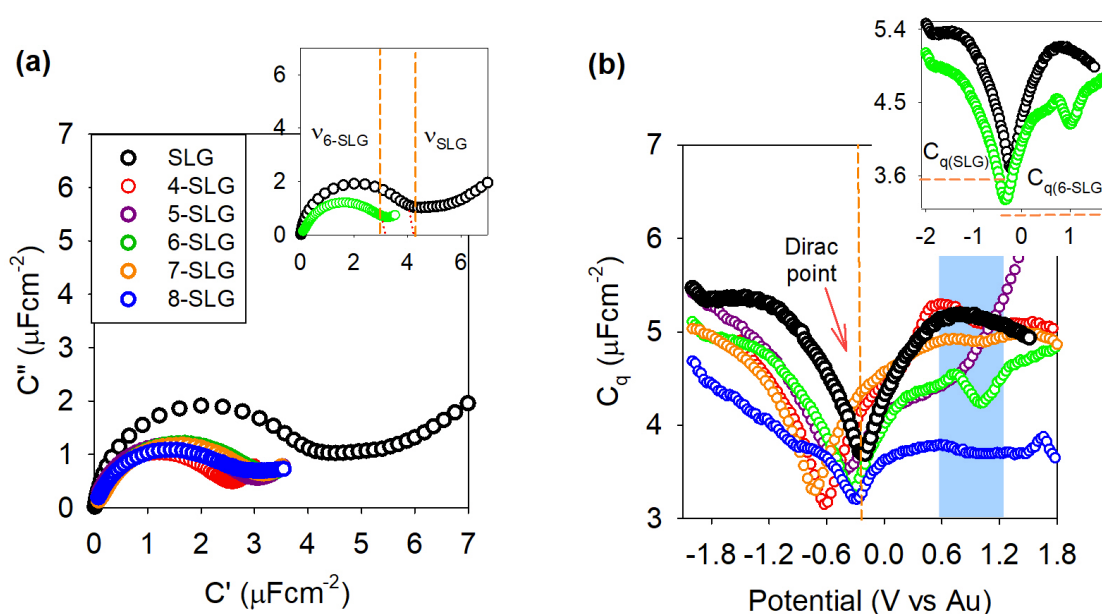 (a)
7
6
5
4
3
2
1
0
C" (µFcm-2)
0 1 2 3 4 5 6 7
C' (µFcm-2)
SLG
4-SLG
5-SLG
6-SLG
7-SLG
8-SLG
6
4
2
0
0 2 4 6
ν6-SLG
νSLG
(b)
7
6
5
4
3
Cq (µFcm-2)
-1.8 -1.2 -0.6 0.0 0.6 1.2 1.8
Potential (V vs Au)
Dirac
point
5.4
4.5
3.6
-2 -1 0 1
Cq(SLG)
Cq(6-SLG